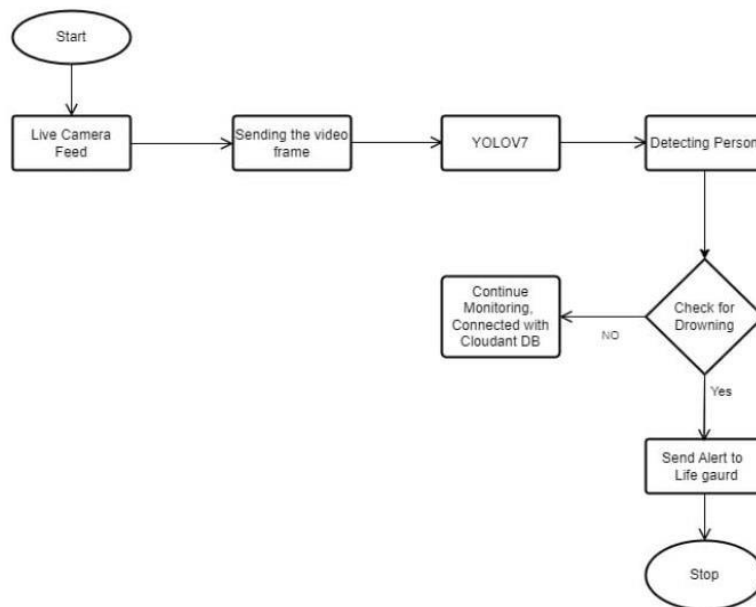 Start
Live Camera
Feed
Sending the video
frame
YOLOV7
Detecting Person
Continue
Monitoring,
Connected with
Cloudant DB
NO
Check for
Drowning
Yes
Send Alert to
Life gaurd
Stop